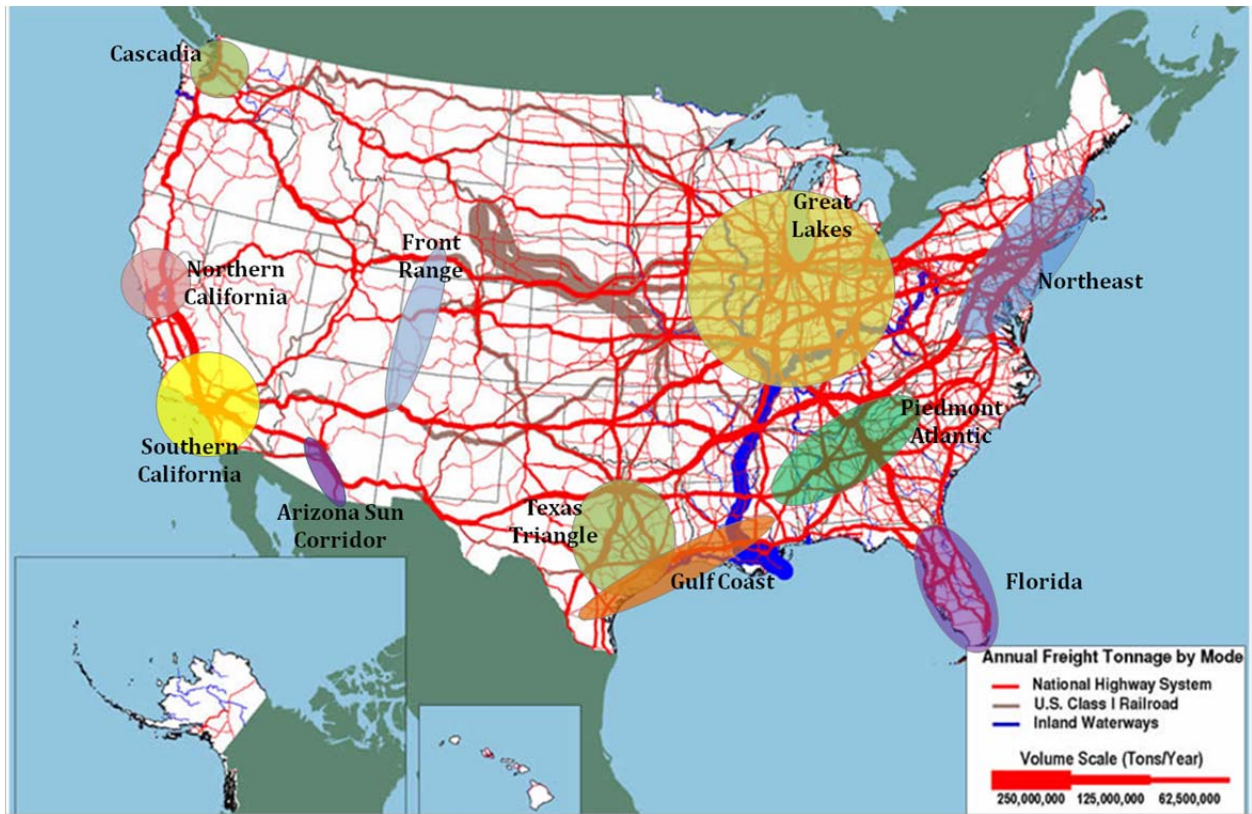 Cascadia
Great
Lakes
Front
Range
Northern
California
Northeast
Piedmont
Atlantic
Southern
California
Arizona Sun
Corridor
Texas
Triangle
Gulf Coast
Florida
Annual Freight Tonnage by Mode
National Highway System
U.S. Class I Railroad
Inland Waterways
Volume Scale (Tons/Year)
250,000,000 125,000,000 62,500,000